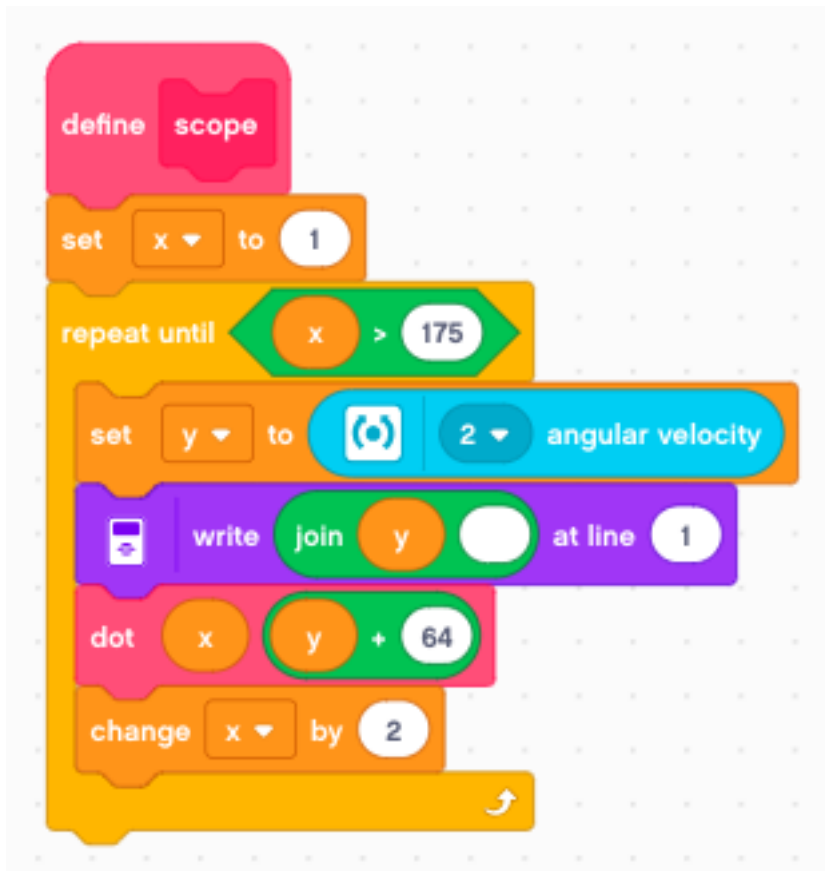 define scope
set x to 1
repeat until x > 175
set y to 2 angular velocity
write join y at line 1
dot x y + 64
change x by 2